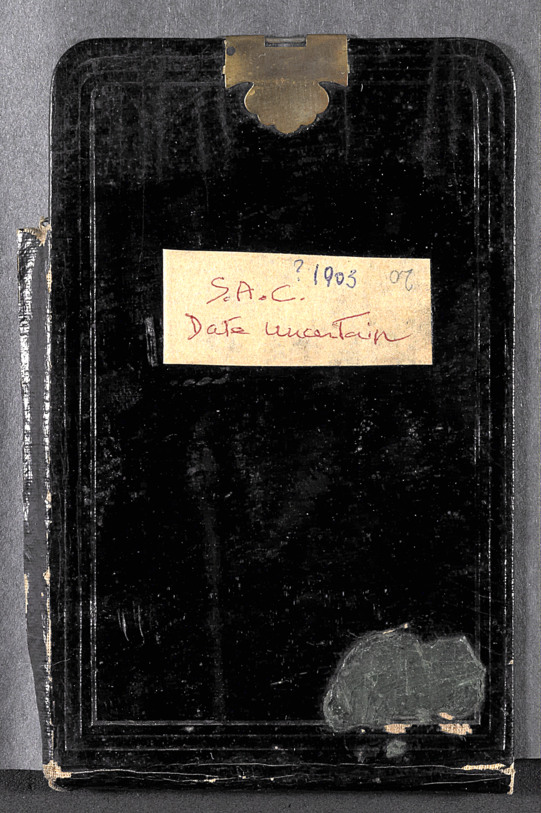 ? 1903 07
S.A.C.
Date uncertain